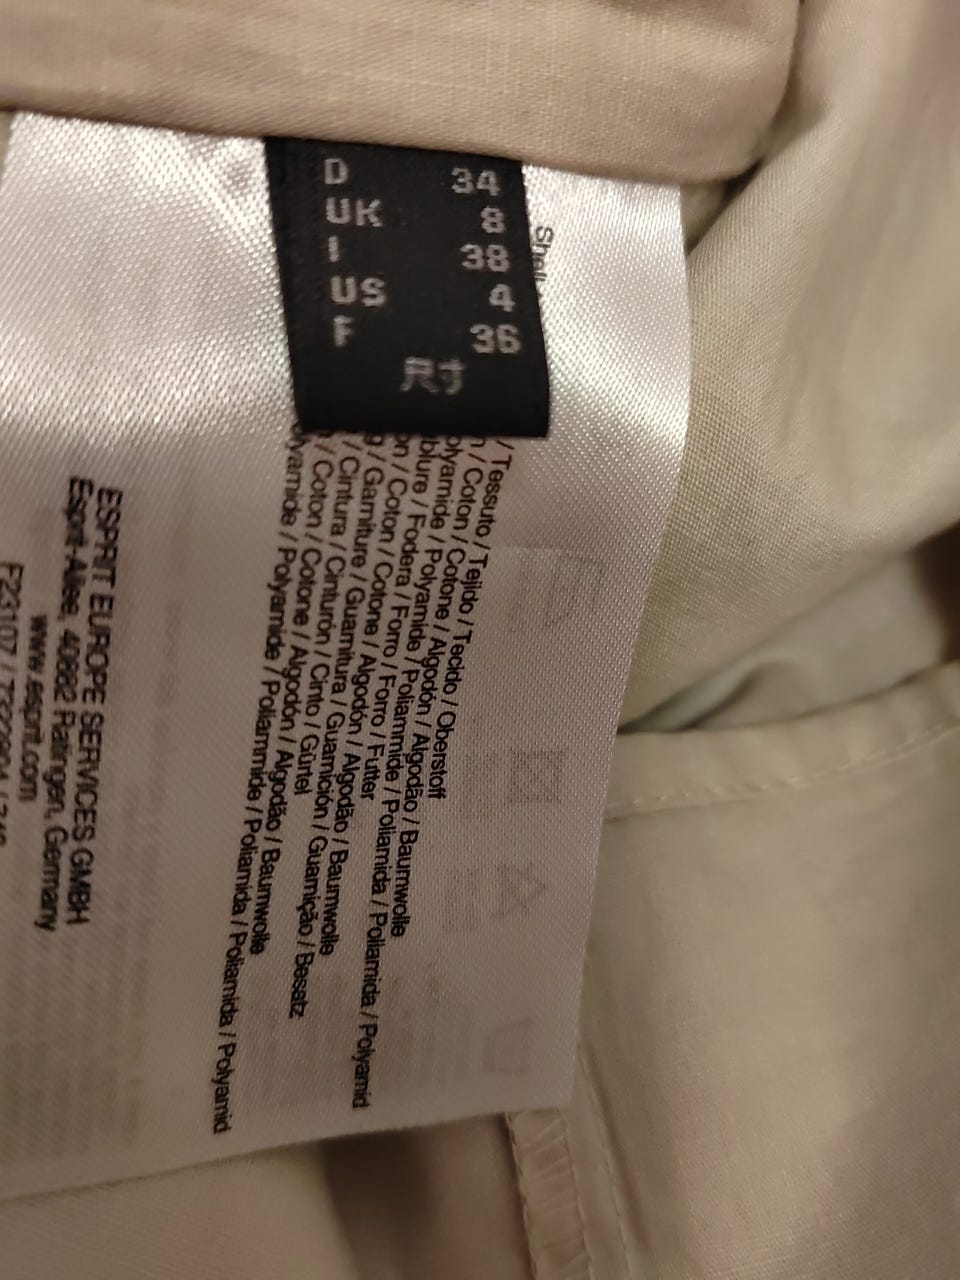 D 34
UK 8
I 38
US 4
F 36
尺寸
/ Tessuto / Tejido / Tecido / Oberstoff
/ Coton / Cotone / Algodón / Algodão / Baumwolle
olyamide / Polyamide / Poliammide / Poliamida / Poliamida / Polyamid
blure / Fodera / Forro / Forro / Futter
on / Coton / Cotone / Algodón / Algodão / Baumwolle
g / Garniture / Guarnitura / Guarnición / Guarnição / Besatz
/ Cintura / Cinturón / Cinto / Gürtel
/ Coton / Cotone / Algodón / Algodão / Baumwolle
olyamide / Polyamide / Poliammide / Poliamida / Poliamida / Polyamid
ESPRIT EUROPE SERVICES GMBH
Esprit-Allee, 40882 Ratingen, Germany
www.esprit.com